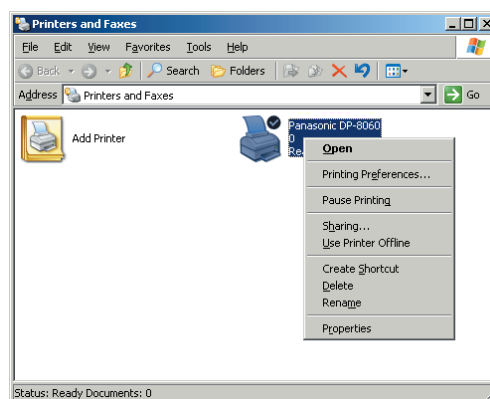 Printers and Faxes
File Edit View Favorites Tools Help
Back Search Folders
Address Printers and Faxes Go
Add Printer
Panasonic DP-8060
0
Open
Printing Preferences...
Pause Printing
Sharing...
Use Printer Offline
Create Shortcut
Delete
Rename
Properties
Status: Ready Documents: 0